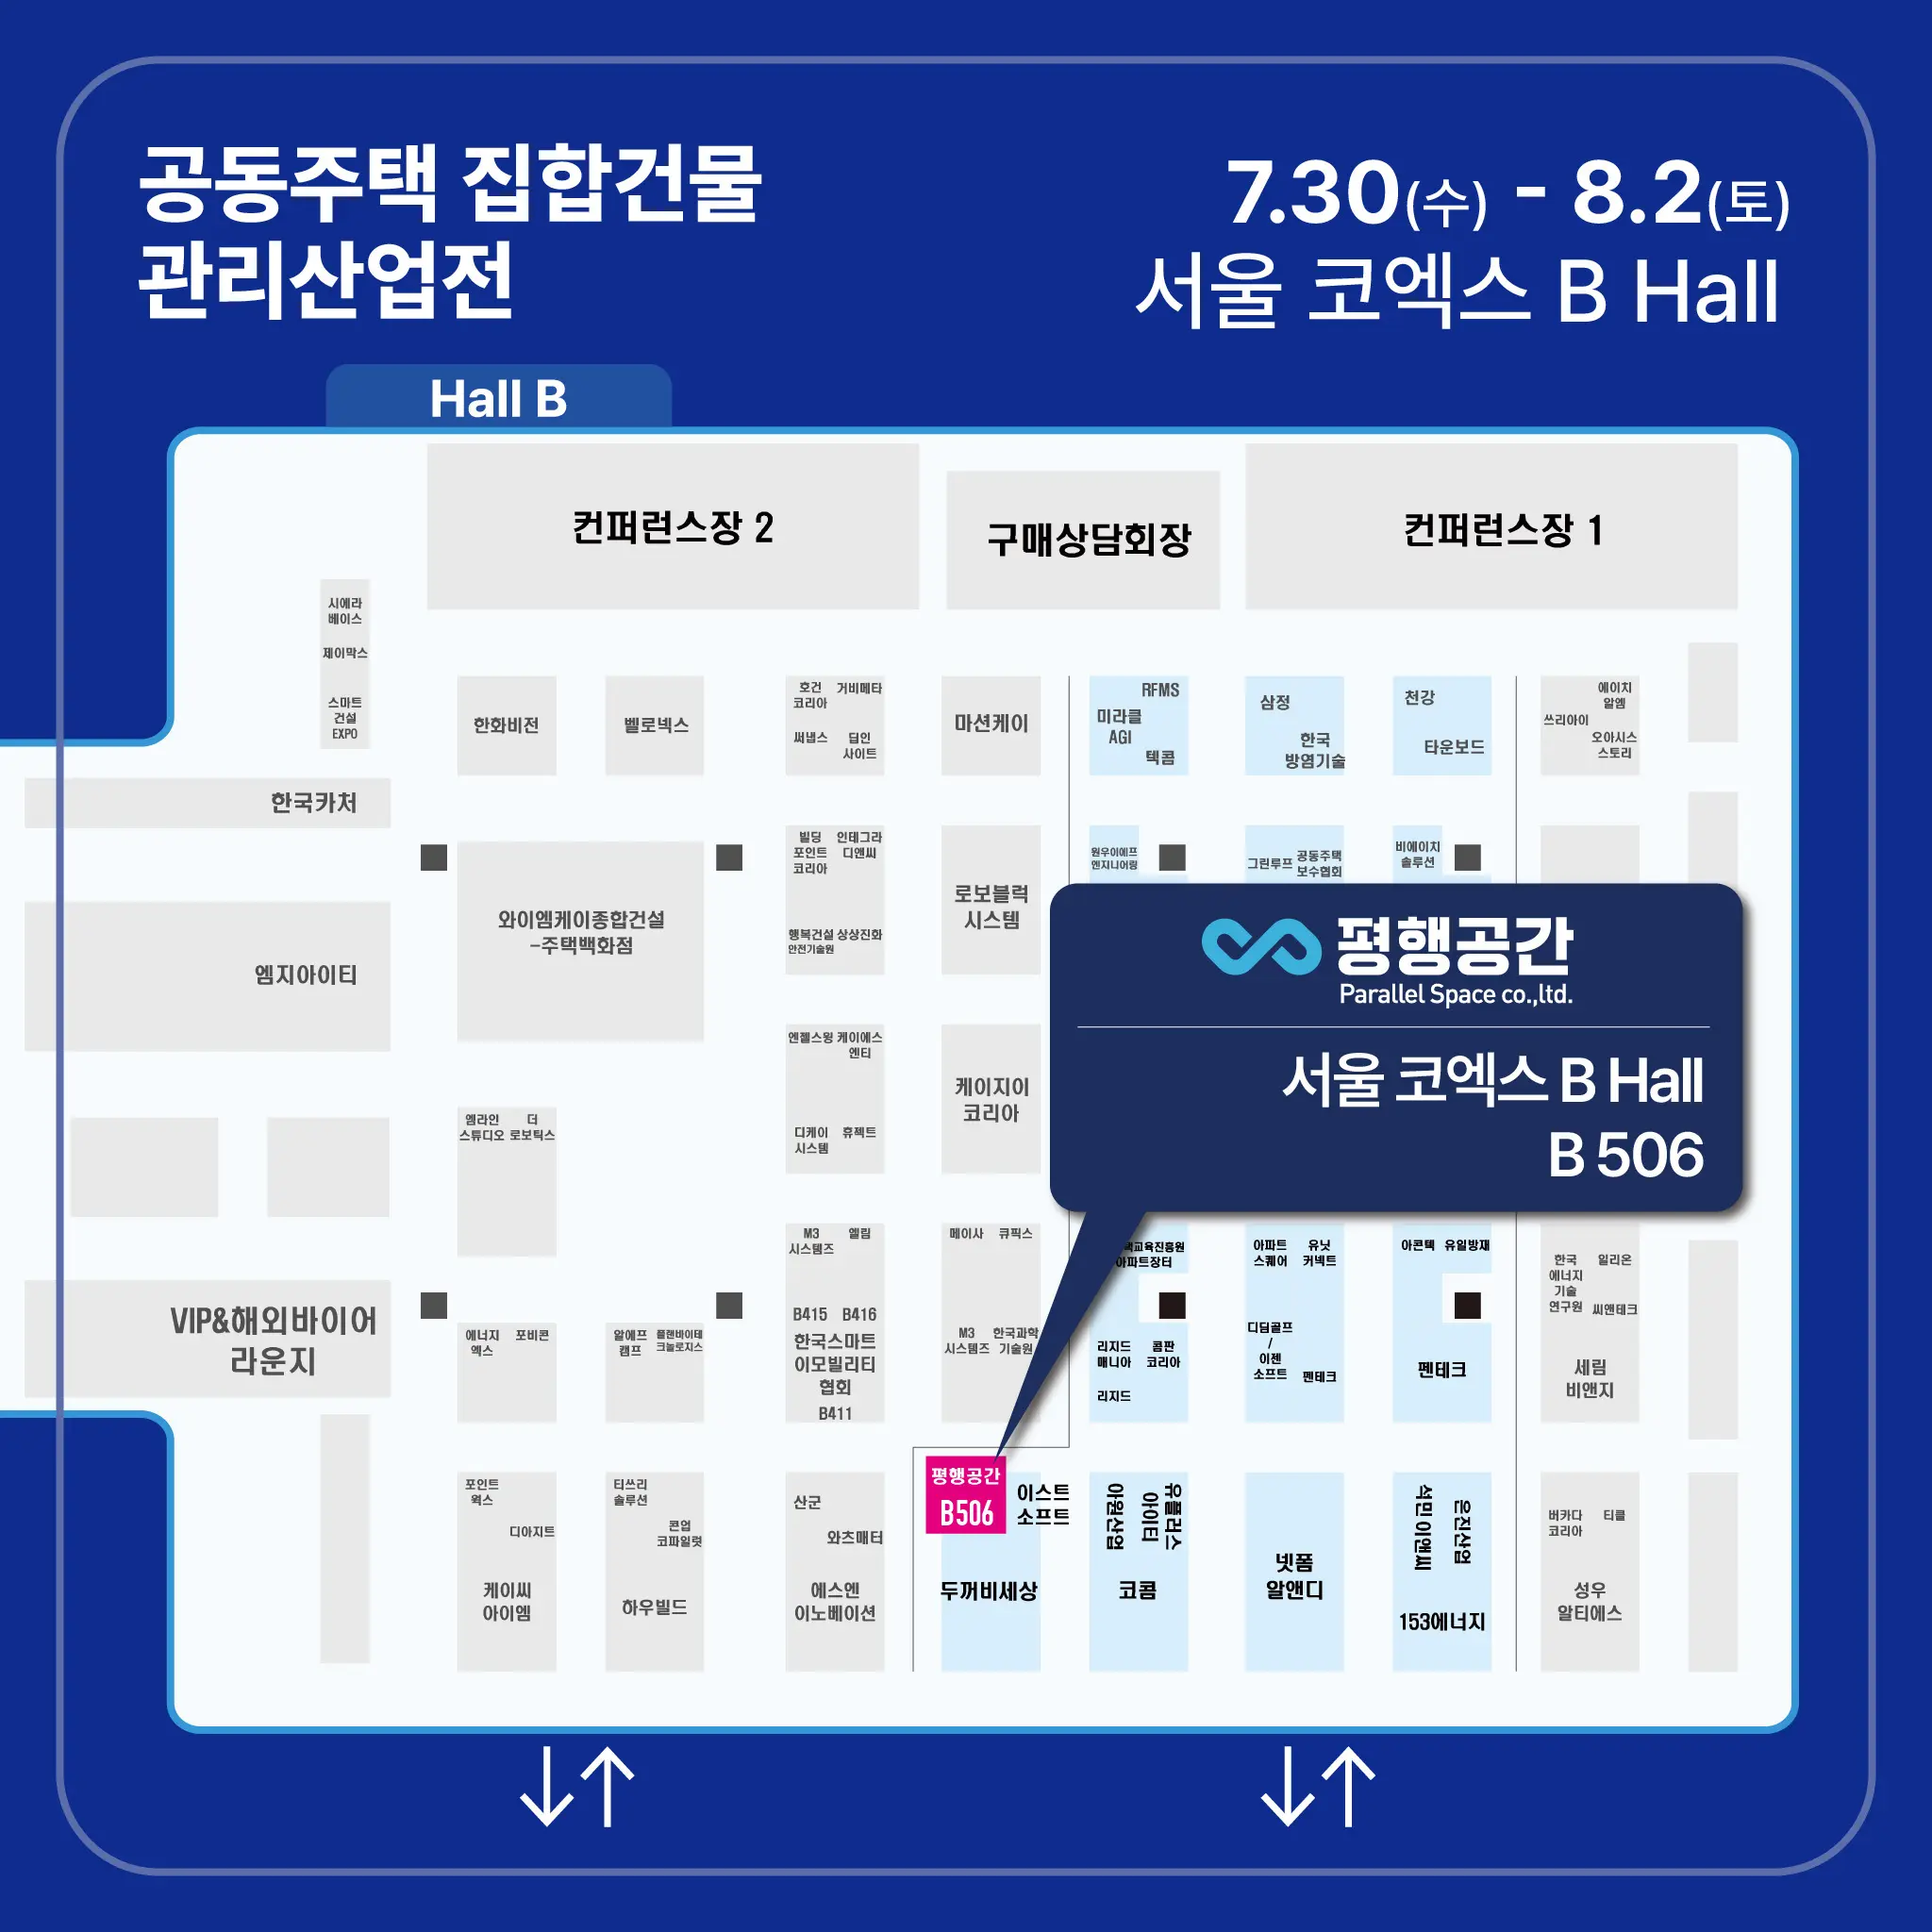 공동주택 집합건물
관리산업전
7.30(수) - 8.2(토)
서울 코엑스 B Hall
Hall B
컨퍼런스장 2
구매상담회장
컨퍼런스장 1
시에라
베이스
제이막스
스마트
건설
EXPO
한화비전
벨로넥스
호건
코리아
거비메타
써냅스
딥인
사이트
마션케이
RFMS
미라클
AGI
텍콤
삼정
한국
방염기술
천강
타운보드
에이치
알엠
쓰리아이
오아시스
스토리
한국카처
빌딩
포인트
코리아
인테그라
디앤씨
행복건설
안전기술원
상상진화
로보블럭
시스템
원우이에프
엔지니어링
그린루프
공동주택
보수협회
비에이치
솔루션
와이엠케이종합건설
-주택백화점
엠지아이티
평행공간
Parallel Space co.,ltd.
서울 코엑스 B Hall
B 506
엔젤스윙
케이에스
엔티
디케이
시스템
휴젝트
케이지이
코리아
엠라인
스튜디오
더
로보틱스
M3
시스템즈
엘림
B415
B416
한국스마트
이모빌리티
협회
B411
메이사
큐픽스
M3
시스템즈
한국과학
기술원
교육진흥원
아파트장터
아파트
스퀘어
유닛
커넥트
아콘텍
유일방재
한국
에너지
기술
연구원
일리온
씨앤테크
VIP&해외바이어
라운지
에너지
엑스
포비콘
알에프
캠프
플랜바이테
크놀로지스
리지드
매니아
콤판
코리아
리지드
디딤골프
/
이젠
소프트
펜테크
펜테크
세림
비앤지
포인트
웍스
디아지트
케이씨
아이엠
티쓰리
솔루션
콘업
코파일럿
하우빌드
산군
와츠매터
에스엔
이노베이션
평행공간
B506
이스트
소프트
두꺼비세상
아원산업
유플러스
아이티
코콤
넷폼
알앤디
석민이앤씨
은진산업
153에너지
버카다
코리아
티클
성우
알티에스